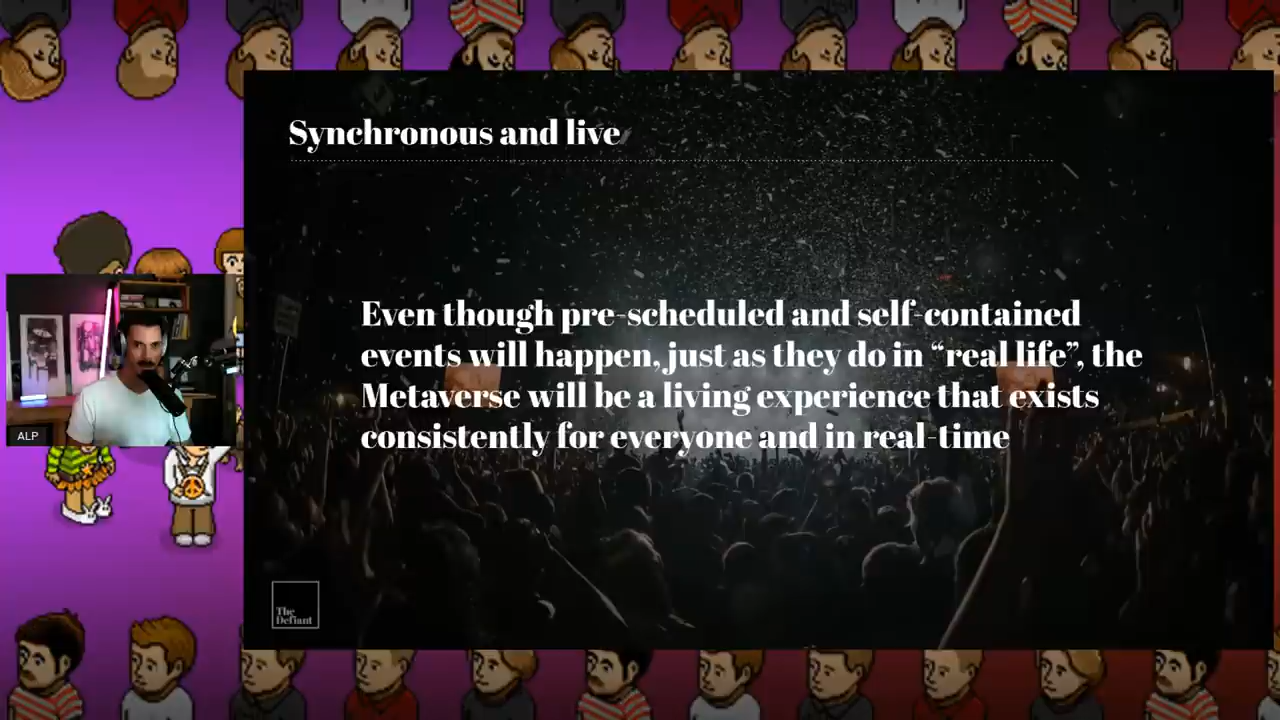 Synchronous and live
Even though pre-scheduled and self-contained
events will happen, just as they do in “real life”, the
Metaverse will be a living experience that exists
consistently for everyone and in real-time
ALP
The
Defiant